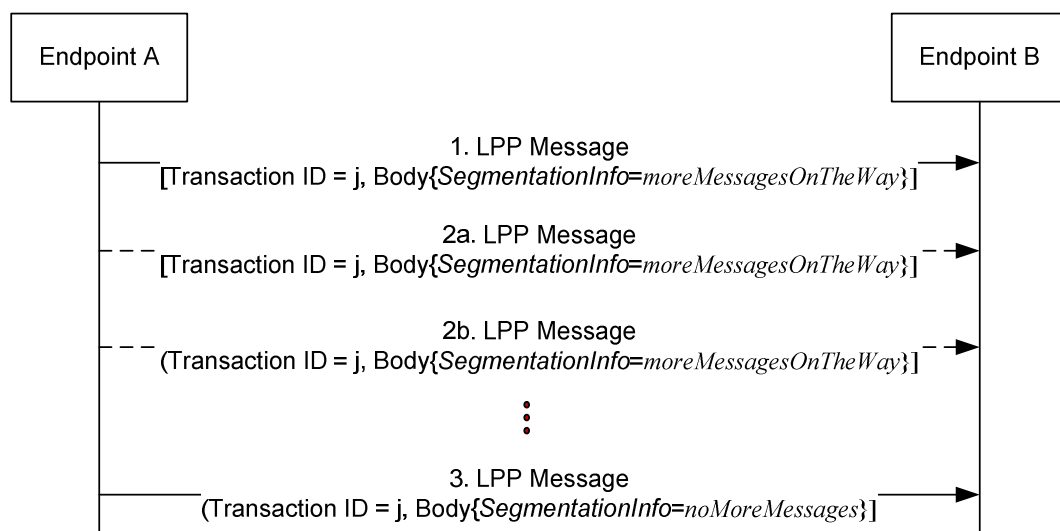 Endpoint A
Endpoint B
1. LPP Message
[Transaction ID = j, Body{SegmentationInfo=moreMessagesOnTheWay}]
2a. LPP Message
[Transaction ID = j, Body{SegmentationInfo=moreMessagesOnTheWay}]
2b. LPP Message
(Transaction ID = j, Body{SegmentationInfo=moreMessagesOnTheWay}]
3. LPP Message
(Transaction ID = j, Body{SegmentationInfo=noMoreMessages}]